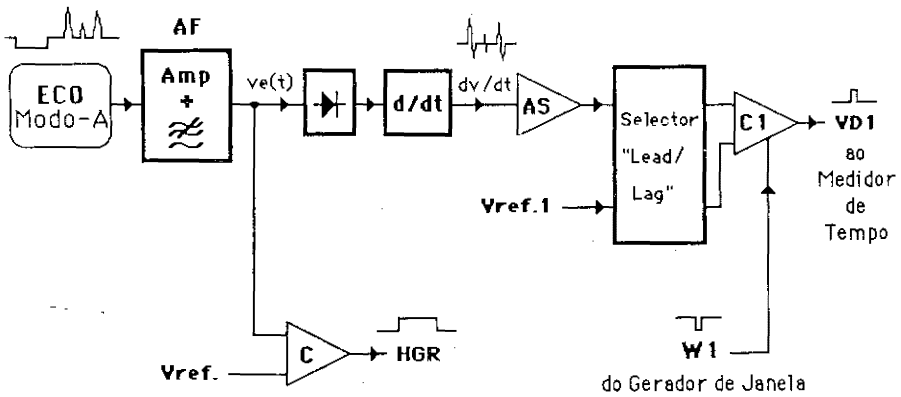 AF
ECO
Modo-A
Amp
+
ve(t)
d/dt
dv/dt
AS
Selector
"Lead/
Lag"
C1
VD1
ao
Medidor
de
Tempo
Vref.1
Vref.
C
HGR
W1
do Gerador de Janela